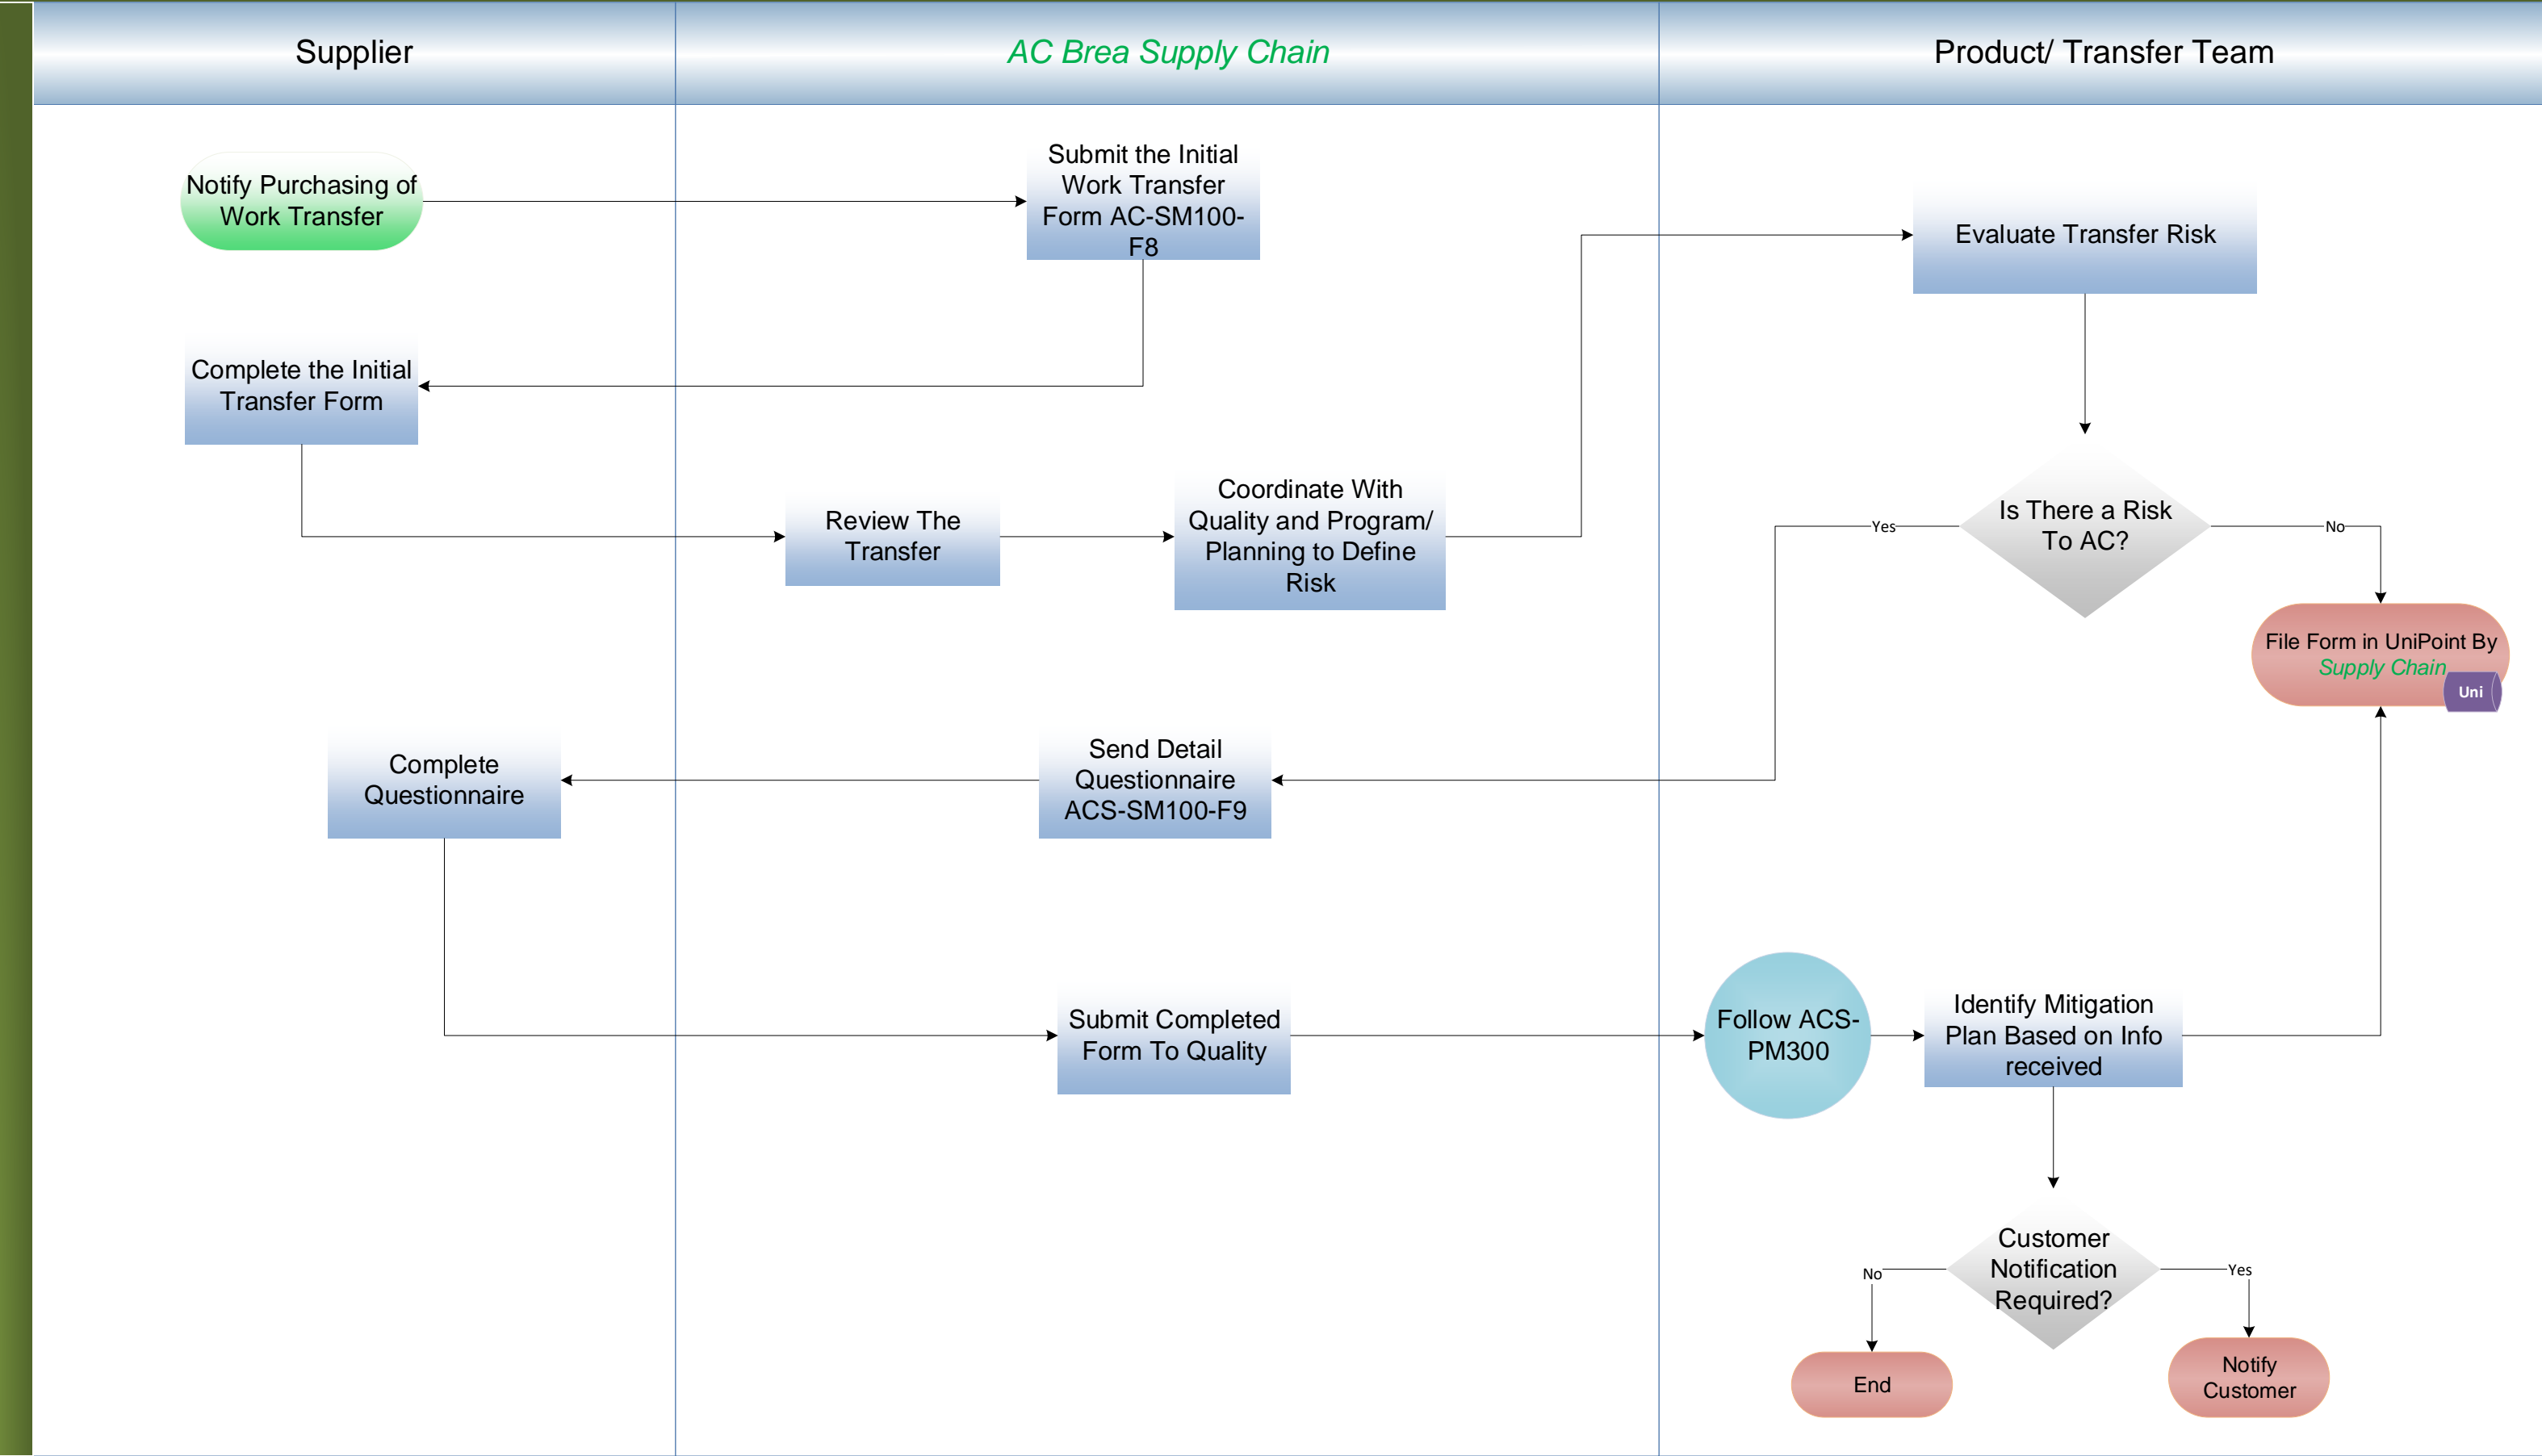 Supplier
AC Brea Supply Chain
Product/ Transfer Team
Notify Purchasing of
Work Transfer
Submit the Initial
Work Transfer
Form AC-SM100-
F8
Evaluate Transfer Risk
Complete the Initial
Transfer Form
Review The
Transfer
Coordinate With
Quality and Program/
Planning to Define
Risk
Is There a Risk
To AC?
Yes
No
File Form in UniPoint By
Supply Chain
Uni
Complete
Questionnaire
Send Detail
Questionnaire
ACS-SM100-F9
Submit Completed
Form To Quality
Follow ACS-
PM300
Identify Mitigation
Plan Based on Info
received
Customer
Notification
Required?
No
Yes
End
Notify
Customer